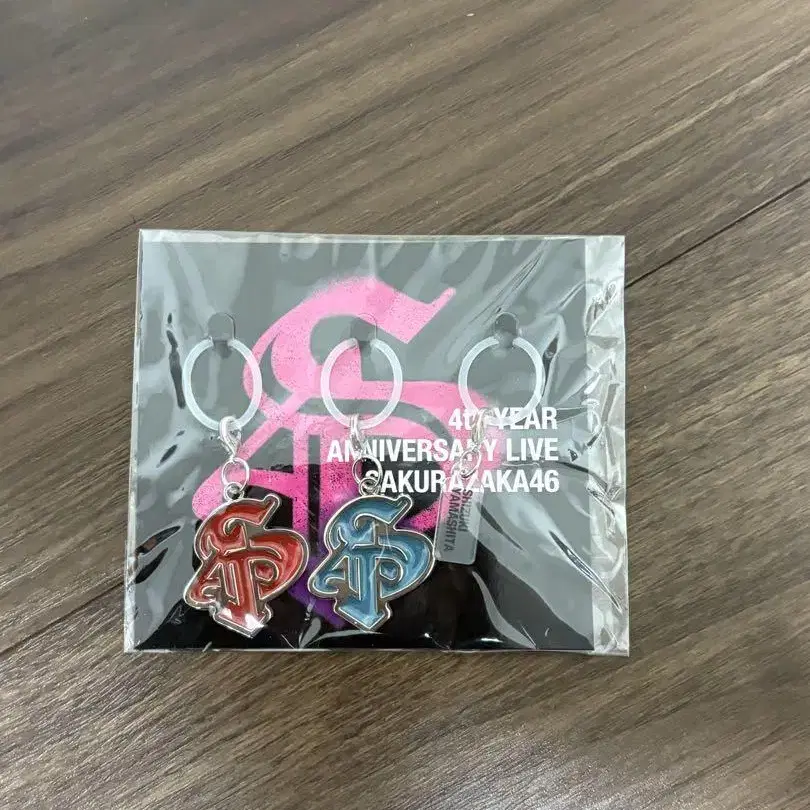 4th YEAR
ANNIVERSARY LIVE
SAKURAZAKA46
SHIZUKI
YAMASHITA